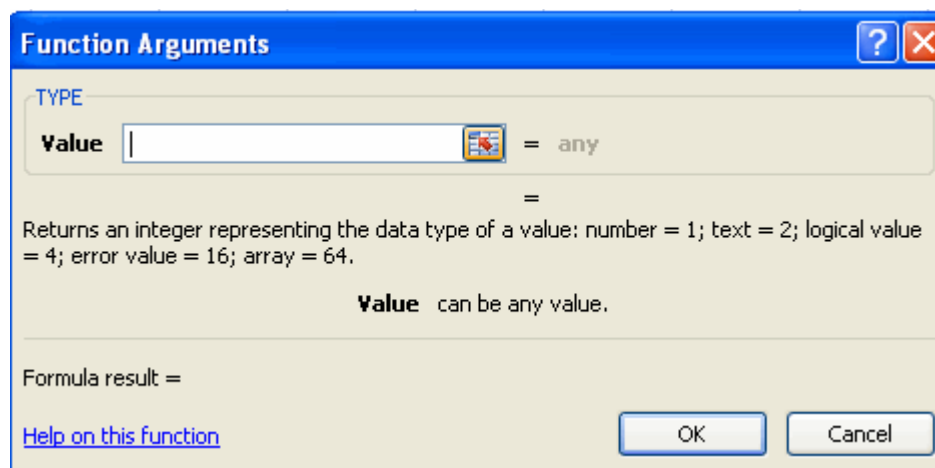 Function Arguments
TYPE
Value = any
=
Returns an integer representing the data type of a value: number = 1; text = 2; logical value
= 4; error value = 16; array = 64.
Value can be any value.
Formula result =
Help on this function OK Cancel